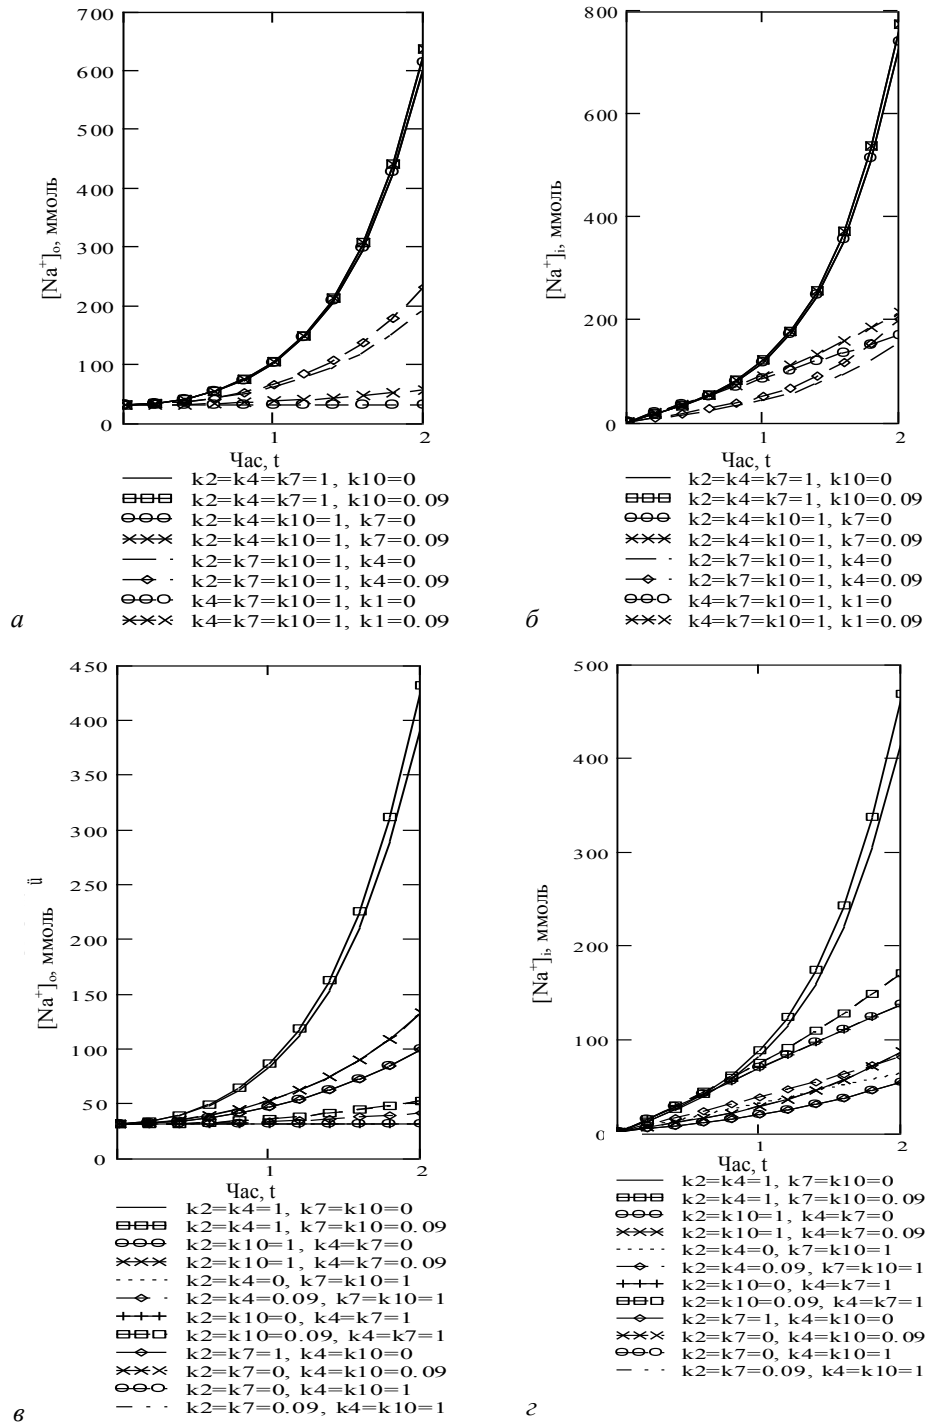 700
600
500
400
300
200
100
0
1
2
[Na⁺]ₒ, ммоль
Час, t
k2=k4=k7=1, k10=0
k2=k4=k7=1, k10=0.09
k2=k4=k10=1, k7=0
k2=k4=k10=1, k7=0.09
k2=k7=k10=1, k4=0
k2=k7=k10=1, k4=0.09
k4=k7=k10=1, k1=0
k4=k7=k10=1, k1=0.09
а
800
600
400
200
0
1
2
[Na⁺]ᵢ, ммоль
Час, t
k2=k4=k7=1, k10=0
k2=k4=k7=1, k10=0.09
k2=k4=k10=1, k7=0
k2=k4=k10=1, k7=0.09
k2=k7=k10=1, k4=0
k2=k7=k10=1, k4=0.09
k4=k7=k10=1, k1=0
k4=k7=k10=1, k1=0.09
б
450
400
350
300
250
200
150
100
50
0
1
2
[Na⁺]ₒ, ммоль
ü
Час, t
k2=k4=1, k7=k10=0
k2=k4=1, k7=k10=0.09
k2=k10=1, k4=k7=0
k2=k10=1, k4=k7=0.09
k2=k4=0, k7=k10=1
k2=k4=0.09, k7=k10=1
k2=k10=0, k4=k7=1
k2=k10=0.09, k4=k7=1
k2=k7=1, k4=k10=0
k2=k7=0, k4=k10=0.09
k2=k7=0, k4=k10=1
k2=k7=0.09, k4=k10=1
в
500
400
300
200
100
0
1
2
[Na⁺]ᵢ, ммоль
Час, t
k2=k4=1, k7=k10=0
k2=k4=1, k7=k10=0.09
k2=k10=1, k4=k7=0
k2=k10=1, k4=k7=0.09
k2=k4=0, k7=k10=1
k2=k4=0.09, k7=k10=1
k2=k10=0, k4=k7=1
k2=k10=0.09, k4=k7=1
k2=k7=1, k4=k10=0
k2=k7=0, k4=k10=0.09
k2=k7=0, k4=k10=1
k2=k7=0.09, k4=k10=1
г